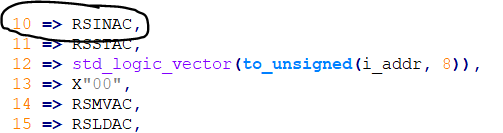 10 => RSINAC,
11 => RSSTAC,
12 => std_logic_vector(to_unsigned(i_addr, 8)),
13 => X"00",
14 => RSMVAC,
15 => RSLDAC,